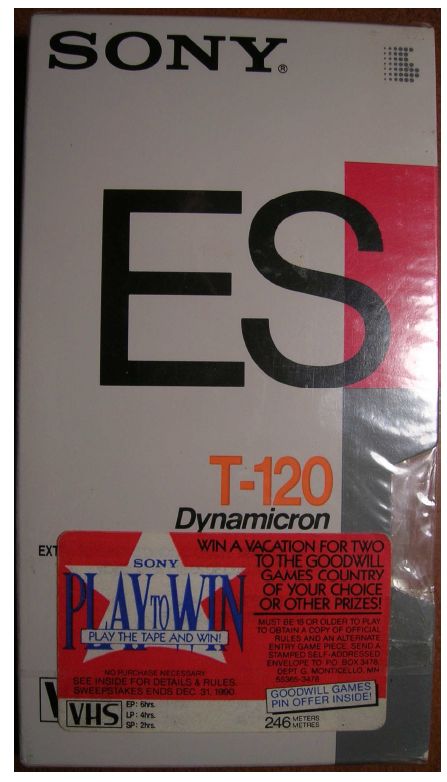 SONY®
ES
T-120
Dynamicron
EXT
SONY
PLAY TO WIN
PLAY THE TAPE AND WIN!
NO PURCHASE NECESSARY
SEE INSIDE FOR DETAILS & RULES.
SWEEPSTAKES ENDS DEC. 31, 1990.
WIN A VACATION FOR TWO
TO THE GOODWILL
GAMES COUNTRY
OF YOUR CHOICE
OR OTHER PRIZES!
MUST BE 18 OR OLDER TO PLAY.
TO OBTAIN A COPY OF OFFICIAL
RULES AND AN ALTERNATE
ENTRY GAME PIECE, SEND A
STAMPED SELF-ADDRESSED
ENVELOPE TO: P.O. BOX 3478,
DEPT G, MONTICELLO, MN
55365-3478
GOODWILL GAMES
PIN OFFER INSIDE!
VHS
EP: 6hrs.
LP: 4hrs.
SP: 2hrs.
246 METERS
METRES